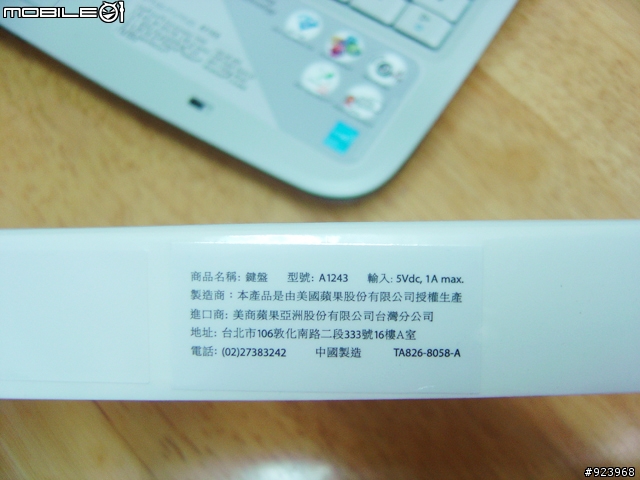 MOBILE01
商品名稱: 鍵盤 型號: A1243 輸入: 5Vdc, 1A max.
製造商：本產品是由美國蘋果股份有限公司授權生產
進口商: 美商蘋果亞洲股份有限公司台灣分公司
地址: 台北市106敦化南路二段333號16樓A室
電話: (02)27383242 中國製造 TA826-8058-A
#923968